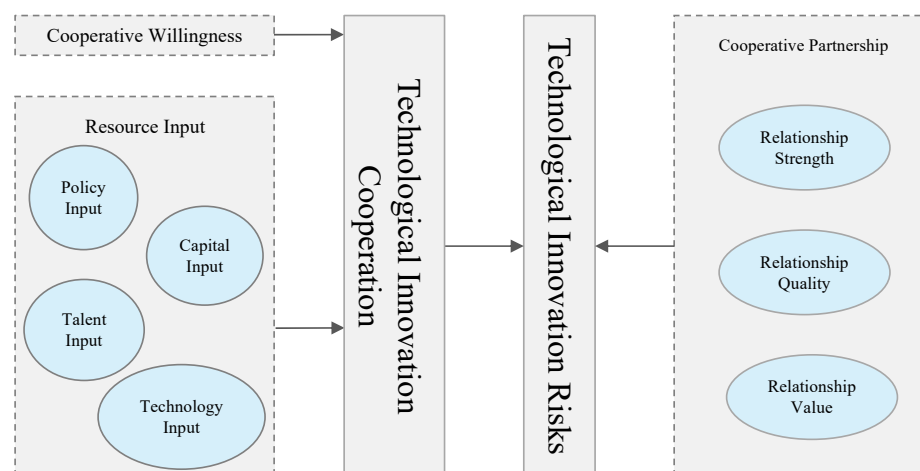 Cooperative Willingness
Resource Input
Policy
Input
Capital
Input
Talent
Input
Technology
Input
Technological Innovation
Cooperation
Technological Innovation Risks
Cooperative Partnership
Relationship
Strength
Relationship
Quality
Relationship
Value